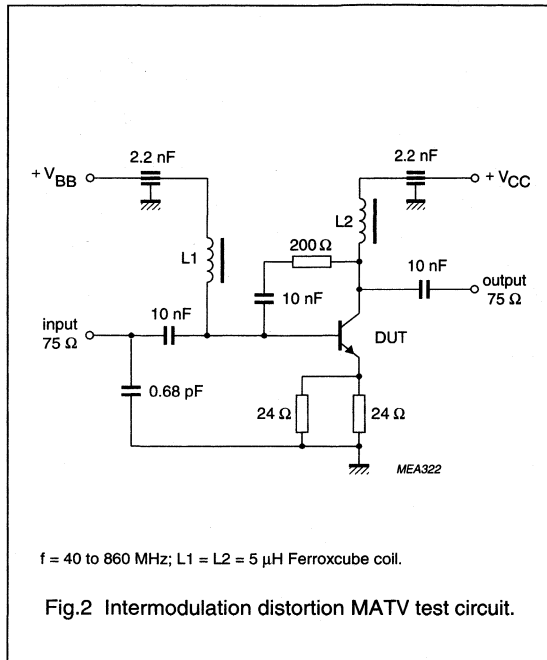 2.2 nF
2.2 nF
+ VBB
+ VCC
L2
200 Ω
L1
10 nF
10 nF
10 nF
output
75 Ω
input
75 Ω
DUT
0.68 pF
24 Ω
24 Ω
MEA322
f = 40 to 860 MHz; L1 = L2 = 5 µH Ferroxcube coil.
Fig.2 Intermodulation distortion MATV test circuit.